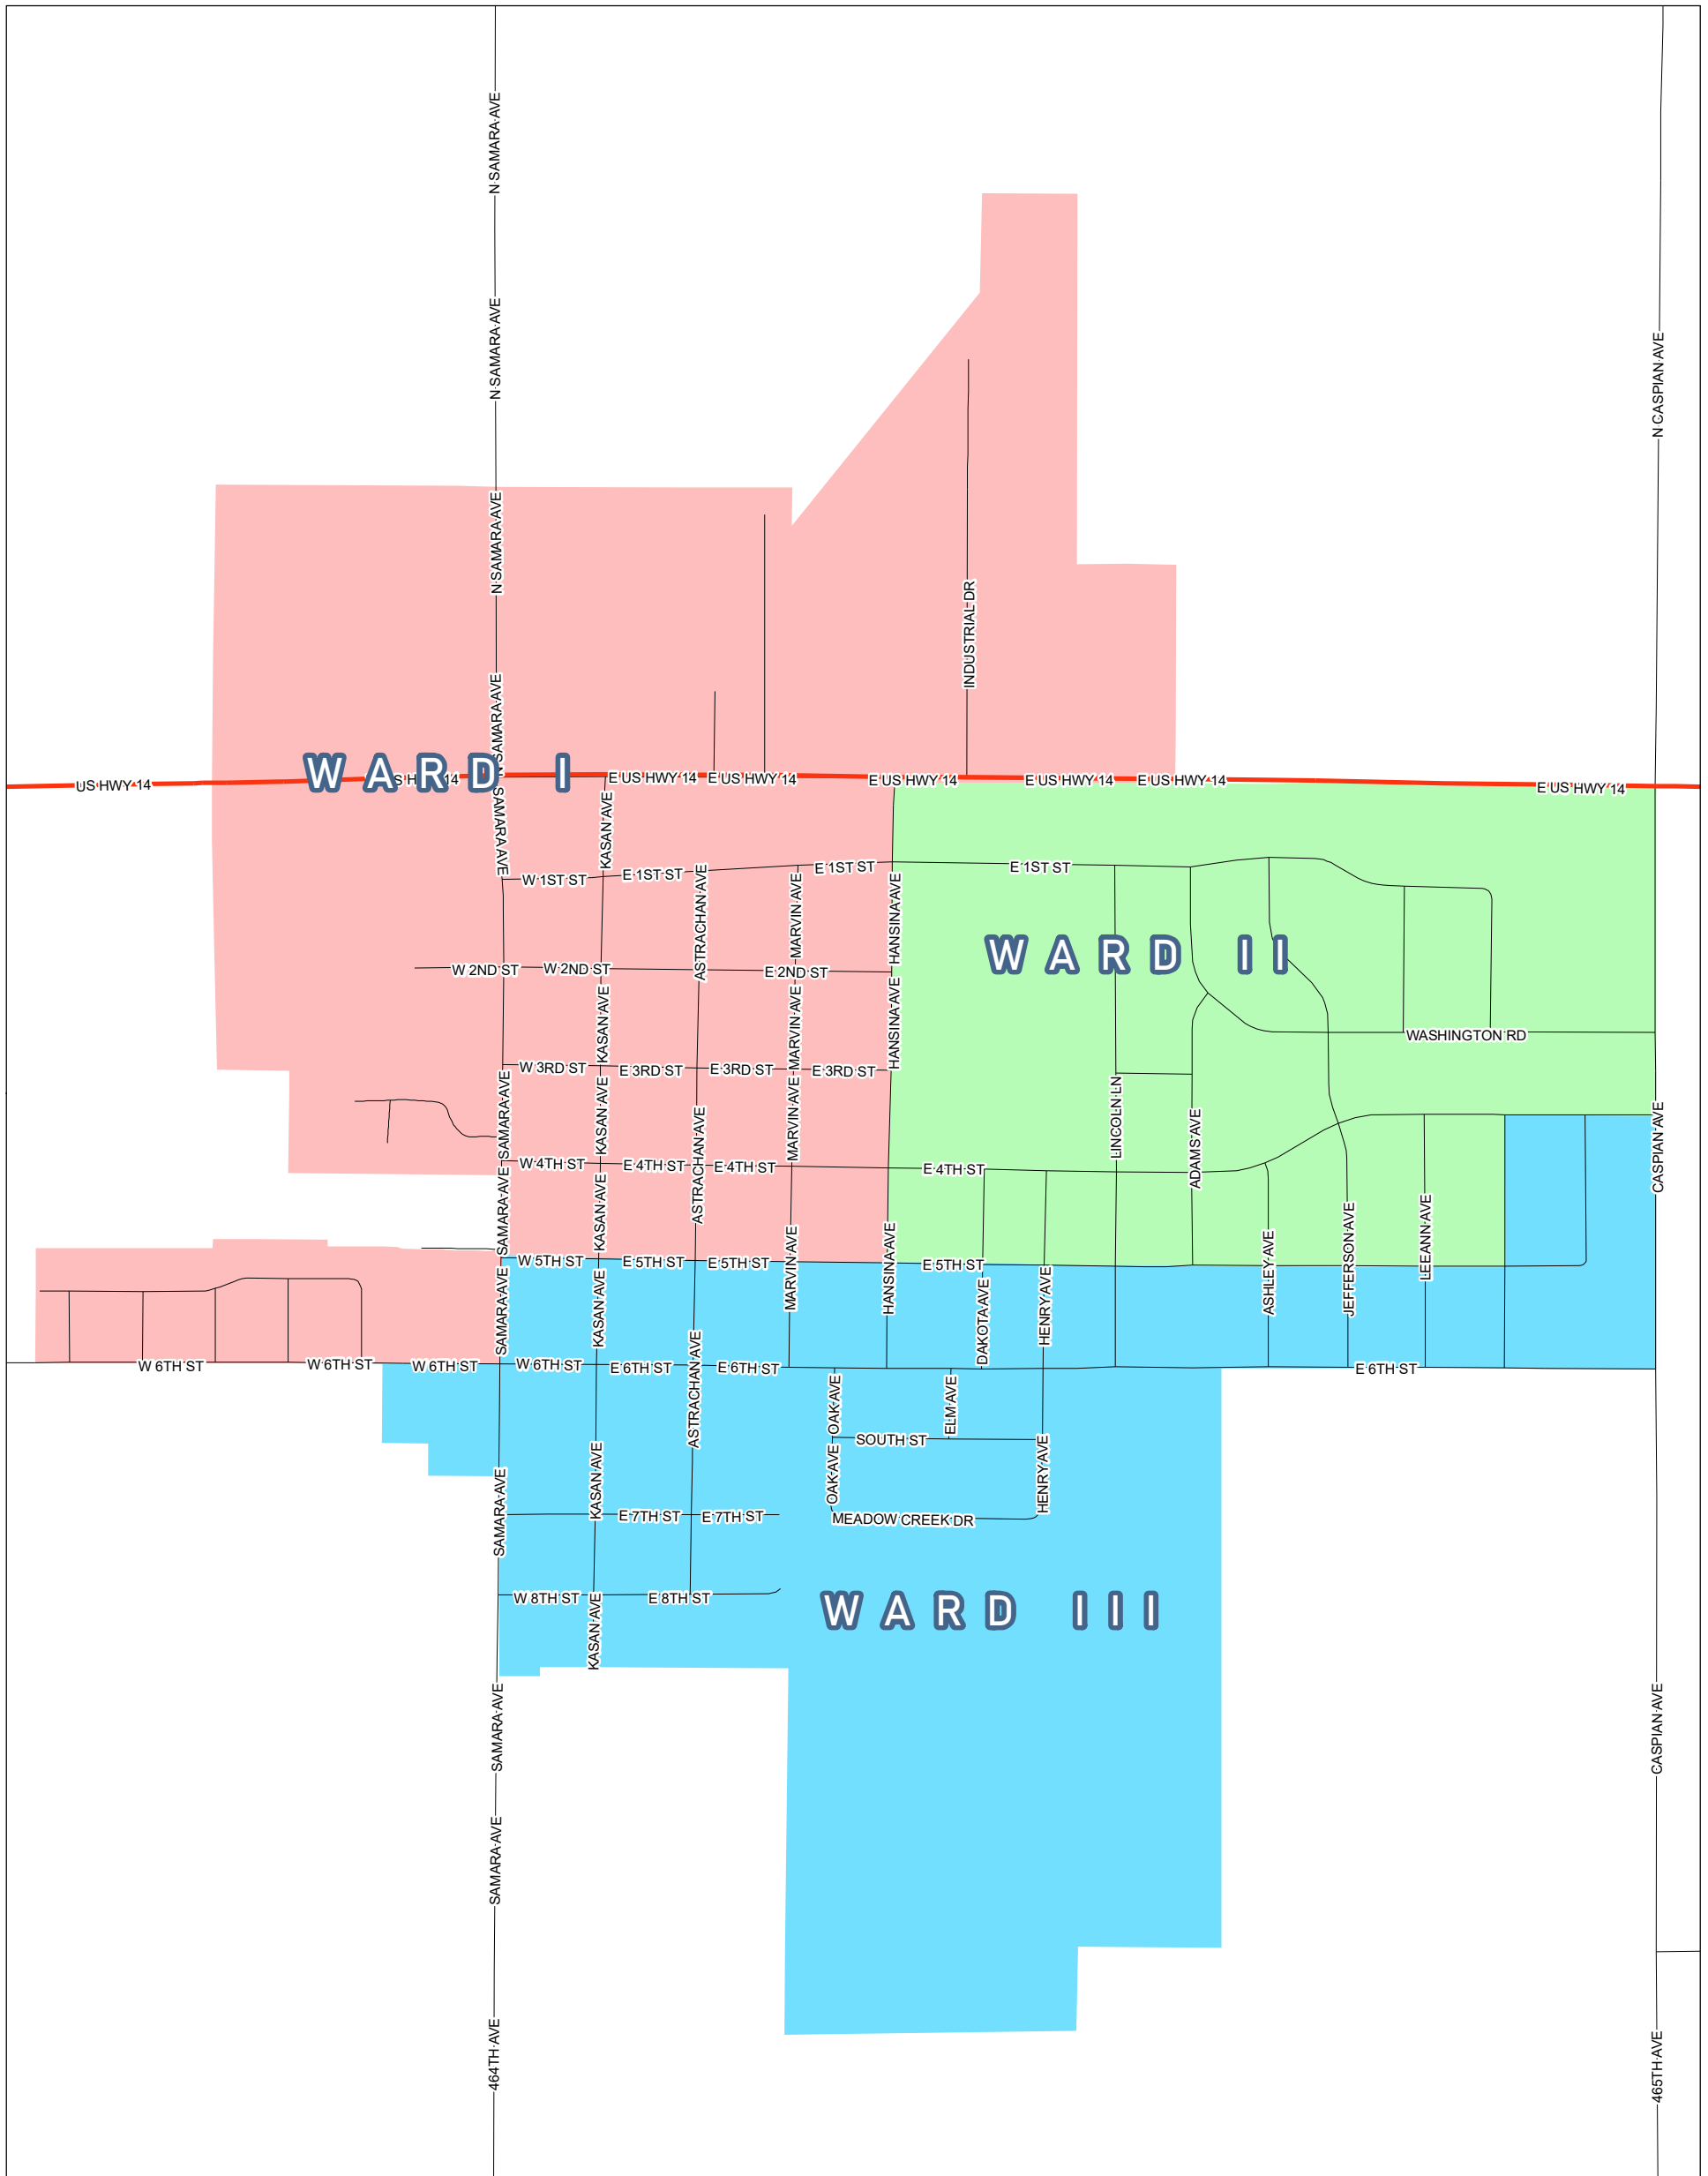 N SAMARA AVE
N SAMARA AVE
N CASPIAN AVE
N SAMARA AVE
INDUSTRIAL DR
N SAMARA AVE
WARD I
US HWY 14
E US HWY 14
E US HWY 14
E US HWY 14
E US HWY 14
E US HWY 14
E US HWY 14
US HWY 14
SAMARA AVE
KASAN AVE
W 1ST ST
E 1ST ST
E 1ST ST
E 1ST ST
ASTRACHAN AVE
MARVIN AVE
HANSINA AVE
WARD II
W 2ND ST
W 2ND ST
E 2ND ST
KASAN AVE
MARVIN AVE
HANSINA AVE
WASHINGTON RD
W 3RD ST
E 3RD ST
E 3RD ST
E 3RD ST
SAMARA AVE
KASAN AVE
ASTRACHAN AVE
MARVIN AVE
LINCOLN LN
ADAMS AVE
CASPIAN AVE
W 4TH ST
E 4TH ST
E 4TH ST
E 4TH ST
SAMARA AVE
KASAN AVE
MARVIN AVE
HANSINA AVE
ASHLEY AVE
JEFFERSON AVE
LEEANN AVE
W 5TH ST
E 5TH ST
E 5TH ST
E 5TH ST
SAMARA AVE
KASAN AVE
DAKOTA AVE
HENRY AVE
W 6TH ST
W 6TH ST
W 6TH ST
W 6TH ST
E 6TH ST
E 6TH ST
E 6TH ST
ASTRACHAN AVE
OAK AVE
ELM AVE
SOUTH ST
SAMARA AVE
KASAN AVE
OAK AVE
HENRY AVE
E 7TH ST
E 7TH ST
MEADOW CREEK DR
W 8TH ST
E 8TH ST
KASAN AVE
WARD III
SAMARA AVE
CASPIAN AVE
SAMARA AVE
464TH AVE
465TH AVE